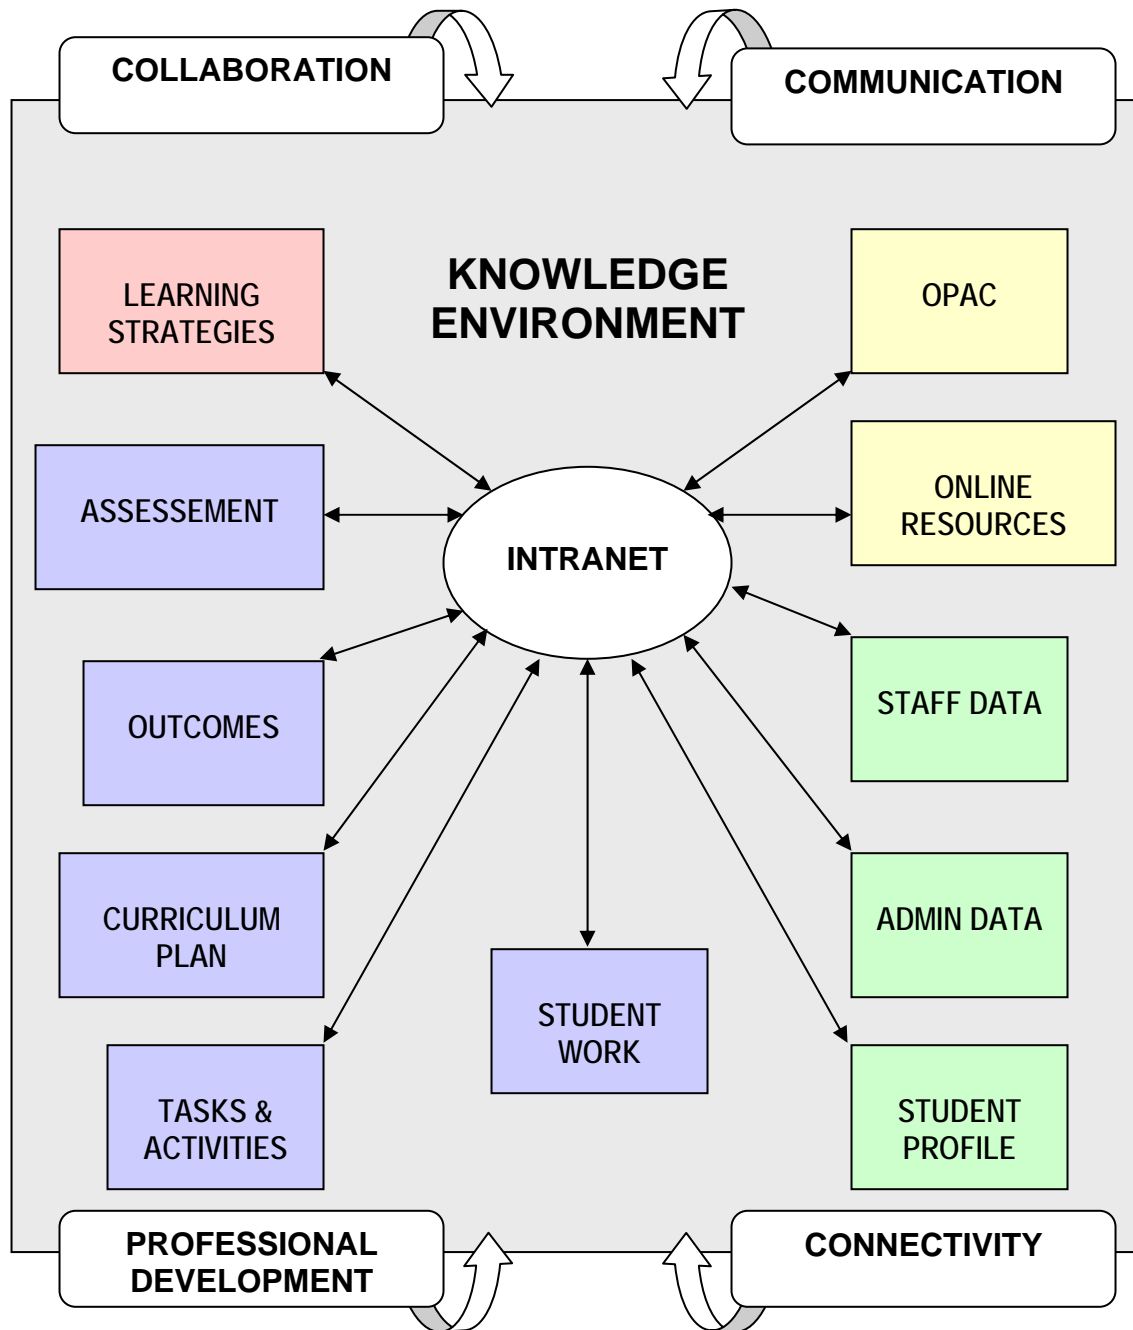 COLLABORATION
COMMUNICATION
KNOWLEDGE
ENVIRONMENT
LEARNING
STRATEGIES
OPAC
ASSESSEMENT
ONLINE
RESOURCES
INTRANET
OUTCOMES
STAFF DATA
CURRICULUM
PLAN
ADMIN DATA
STUDENT
WORK
TASKS &
ACTIVITIES
STUDENT
PROFILE
PROFESSIONAL
DEVELOPMENT
CONNECTIVITY